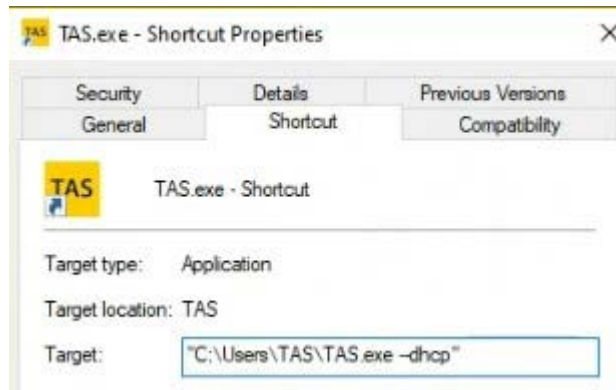 TAS TAS.exe - Shortcut Properties
Security Details Previous Versions
General Shortcut Compatibility
TAS TAS.exe - Shortcut
Target type: Application
Target location: TAS
Target: "C:\Users\TAS\TAS.exe –dhcp"